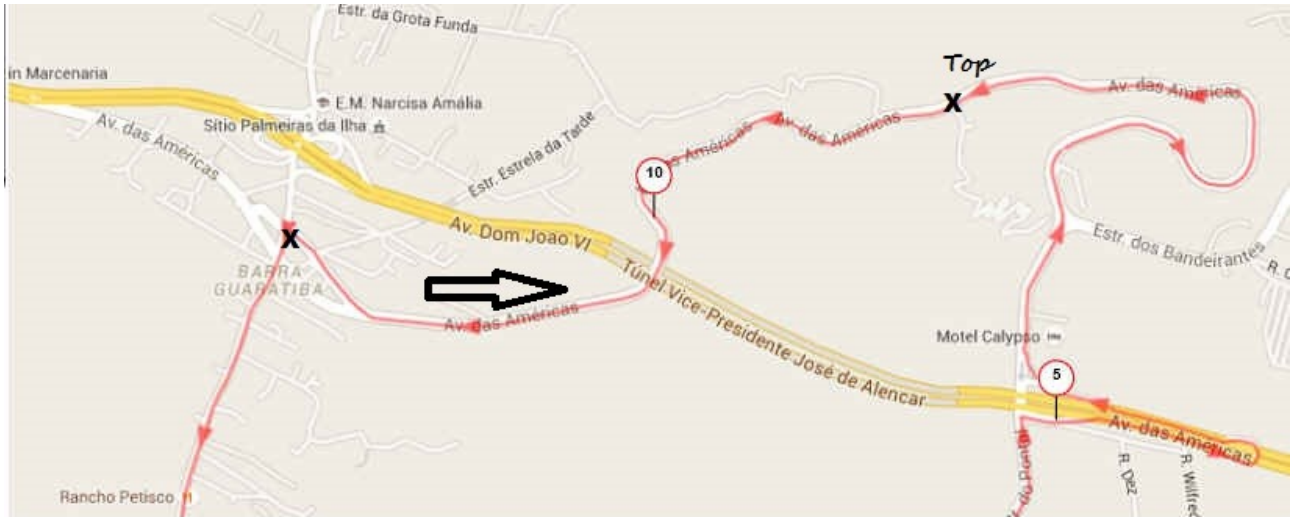 Estr. da Grota Funda
in Marcenaria
Top
Av. das Américas
E.M. Narcisa Amália
Av. das Américas
Sítio Palmeiras da Ilha
Av. das Américas
Estr. Estrela da Tarde
Américas
10
X
Av. Dom Joao VI
X
Estr. dos Bandeirantes
BARRA
GUARATIBA
Túnel Vice-Presidente José de Alencar
Av. das Américas
Motel Calypso
5
Av. das Américas
R. Dez
R. Wilfred
Rancho Petisco